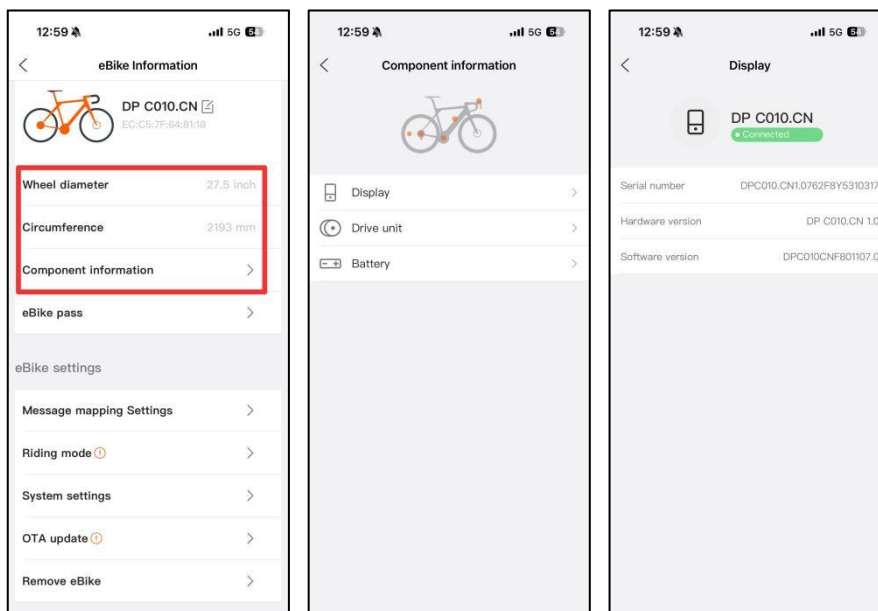 12:59
5G 54
eBike Information
DP C010.CN
EC:C5:7F:64:81:18
Wheel diameter 27.5 inch
Circumference 2193 mm
Component information
eBike pass
eBike settings
Message mapping Settings
Riding mode
System settings
OTA update
Remove eBike
12:59
5G
Component information
Display
Drive unit
Battery
12:59
5G
Display
DP C010.CN
Connected
Serial number DPC010.CN1.0762F8Y5310317
Hardware version DP C010.CN 1.0
Software version DPC010CNF801107.0